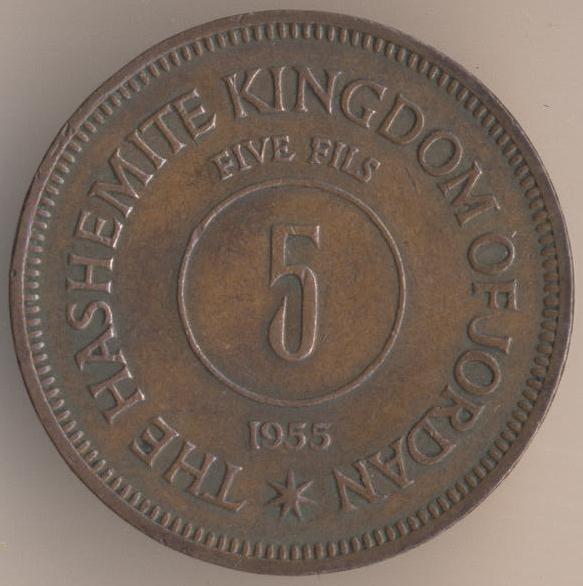 THE HASHEMITE KINGDOM OF JORDAN
FIVE FILS
5
1955